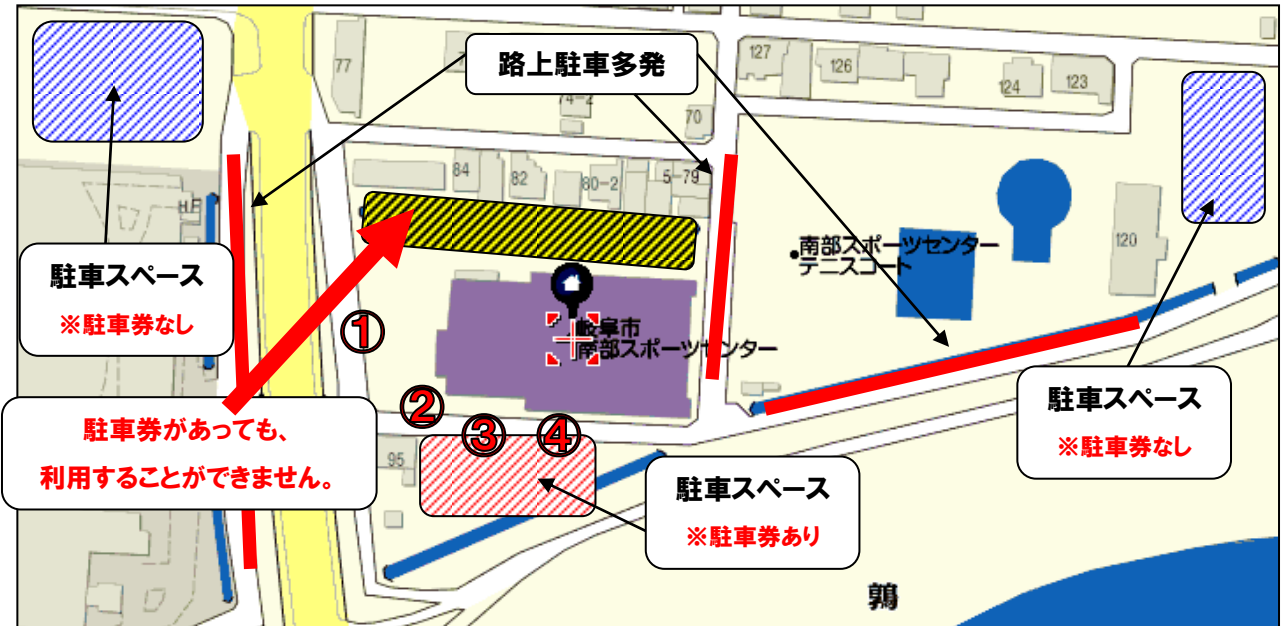 路上駐車多発
77
127
126
124
123
74-2
70
84
82
80-2
5-79
120
95
駐車スペース
※駐車券なし
南部スポーツセンター
テニスコート
岐阜市
南部スポーツセンター
①
②
③
④
駐車券があっても、
利用することができません。
駐車スペース
※駐車券なし
駐車スペース
※駐車券あり
鶉